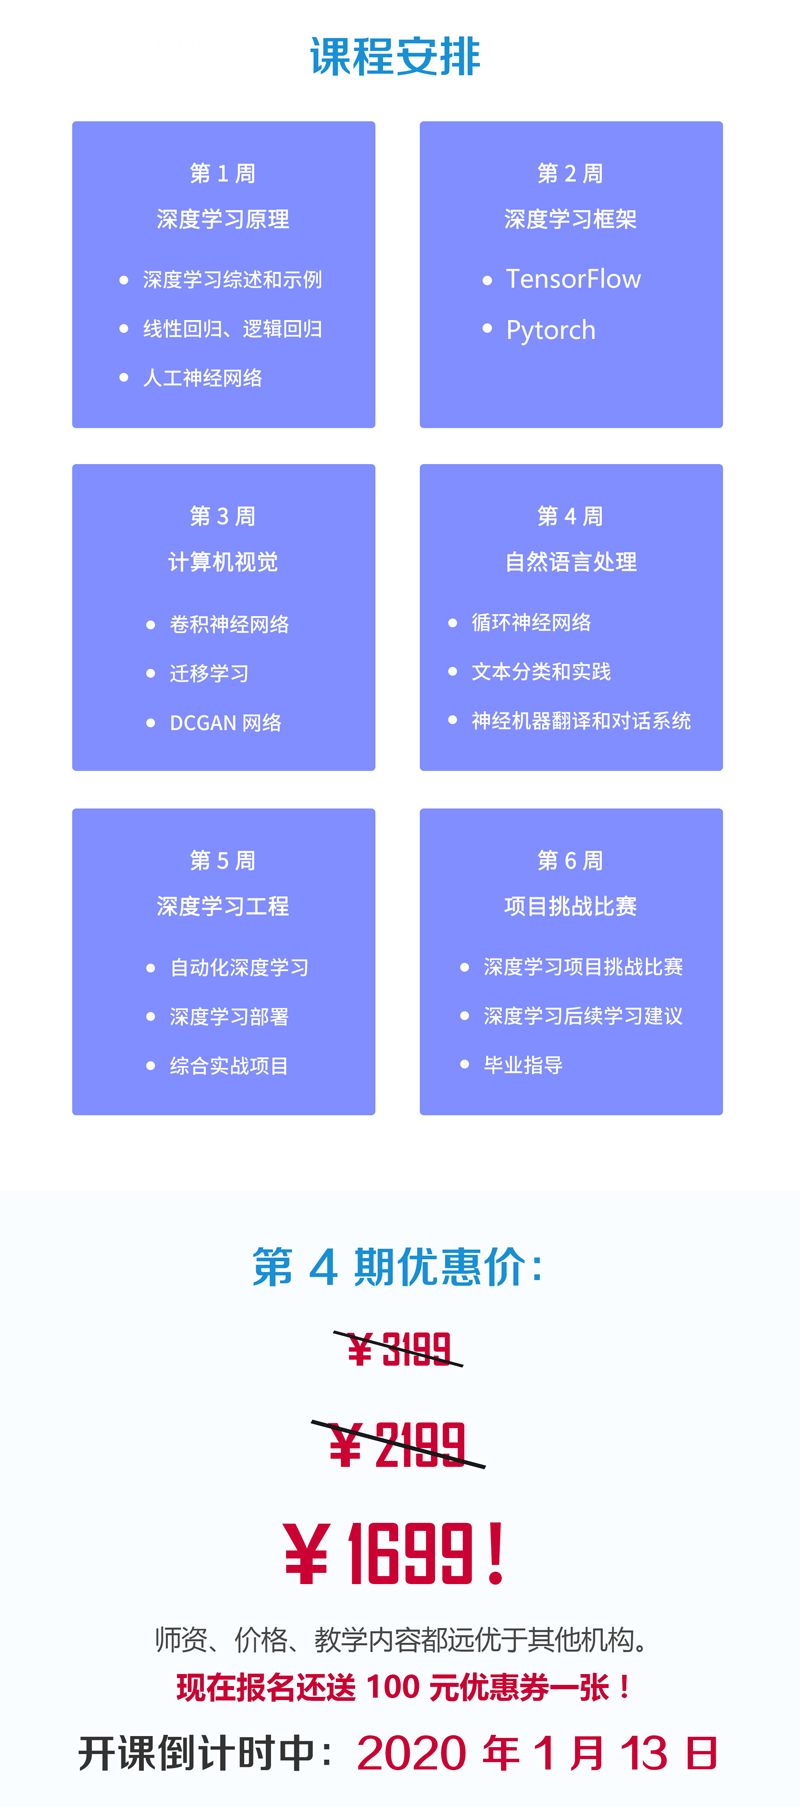 课程安排
第 1 周
深度学习原理
深度学习综述和示例
线性回归、逻辑回归
人工神经网络
第 2 周
深度学习框架
TensorFlow
Pytorch
第 3 周
计算机视觉
卷积神经网络
迁移学习
DCGAN 网络
第 4 周
自然语言处理
循环神经网络
文本分类和实践
神经机器翻译和对话系统
第 5 周
深度学习工程
自动化深度学习
深度学习部署
综合实战项目
第 6 周
项目挑战比赛
深度学习项目挑战比赛
深度学习后续学习建议
毕业指导
第 4 期优惠价：
￥3199
￥2199
￥1699！
师资、价格、教学内容都远优于其他机构。
现在报名还送 100 元优惠券一张！
开课倒计时中：2020 年 1 月 13 日